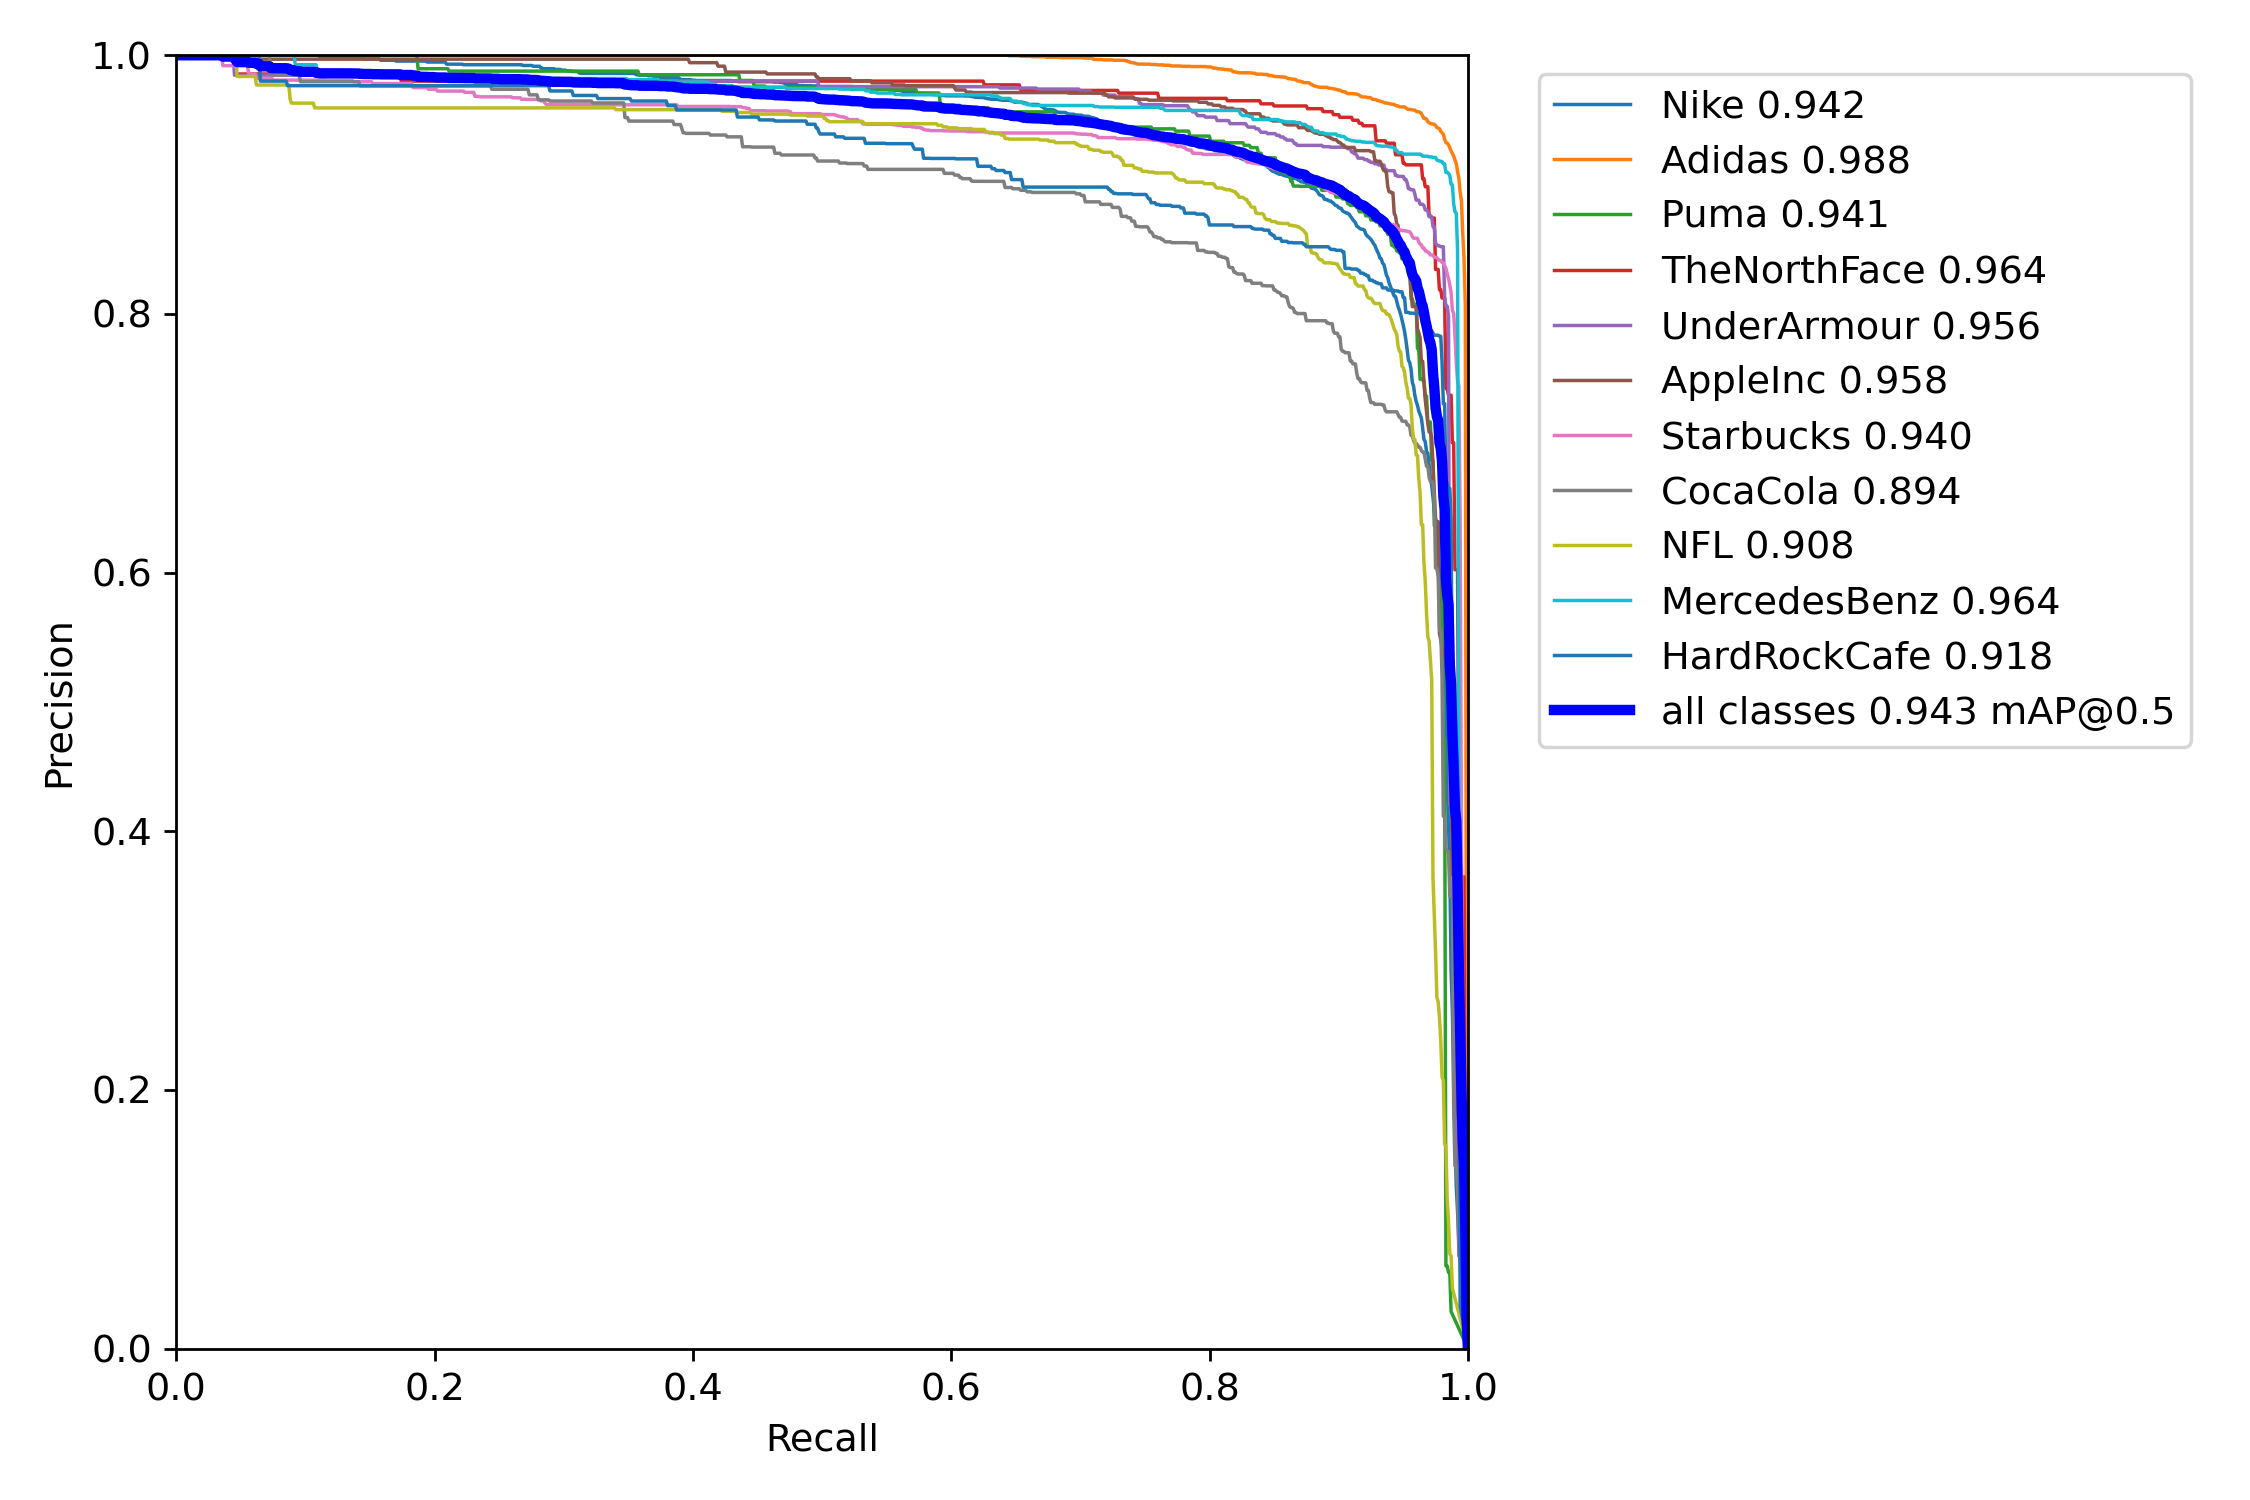 1.0
0.8
0.6
0.4
0.2
0.0
Precision
0.0 0.2 0.4 0.6 0.8 1.0
Recall
Nike 0.942
Adidas 0.988
Puma 0.941
TheNorthFace 0.964
UnderArmour 0.956
AppleInc 0.958
Starbucks 0.940
CocaCola 0.894
NFL 0.908
MercedesBenz 0.964
HardRockCafe 0.918
all classes 0.943 mAP@0.5